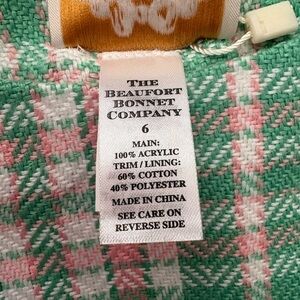 THE
BEAUFORT
BONNET
COMPANY
6
MAIN:
100% ACRYLIC
TRIM / LINING:
60% COTTON
40% POLYESTER
MADE IN CHINA
SEE CARE ON
REVERSE SIDE